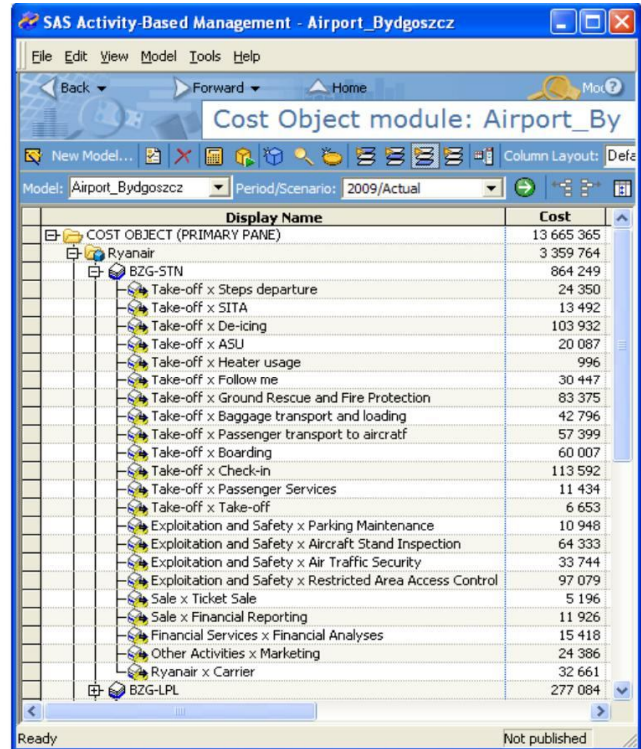 SAS Activity-Based Management - Airport_Bydgoszcz
File Edit View Model Tools Help
Back Forward Home
Cost Object module: Airport_By
New Model... Column Layout: Defa
Model: Airport_Bydgoszcz Period/Scenario: 2009/Actual
Display Name Cost
COST OBJECT (PRIMARY PANE) 13 665 365
Ryanair 3 359 764
BZG-STN 864 249
Take-off x Steps departure 24 350
Take-off x SITA 13 492
Take-off x De-icing 103 932
Take-off x ASU 20 087
Take-off x Heater usage 996
Take-off x Follow me 30 447
Take-off x Ground Rescue and Fire Protection 83 375
Take-off x Baggage transport and loading 42 796
Take-off x Passenger transport to aircratf 57 399
Take-off x Boarding 60 007
Take-off x Check-in 113 592
Take-off x Passenger Services 11 434
Take-off x Take-off 6 653
Exploitation and Safety x Parking Maintenance 10 948
Exploitation and Safety x Aircraft Stand Inspection 64 333
Exploitation and Safety x Air Traffic Security 33 744
Exploitation and Safety x Restricted Area Access Control 97 079
Sale x Ticket Sale 5 196
Sale x Financial Reporting 11 926
Financial Services x Financial Analyses 15 418
Other Activities x Marketing 24 386
Ryanair x Carrier 32 661
BZG-LPL 277 084
Ready Not published